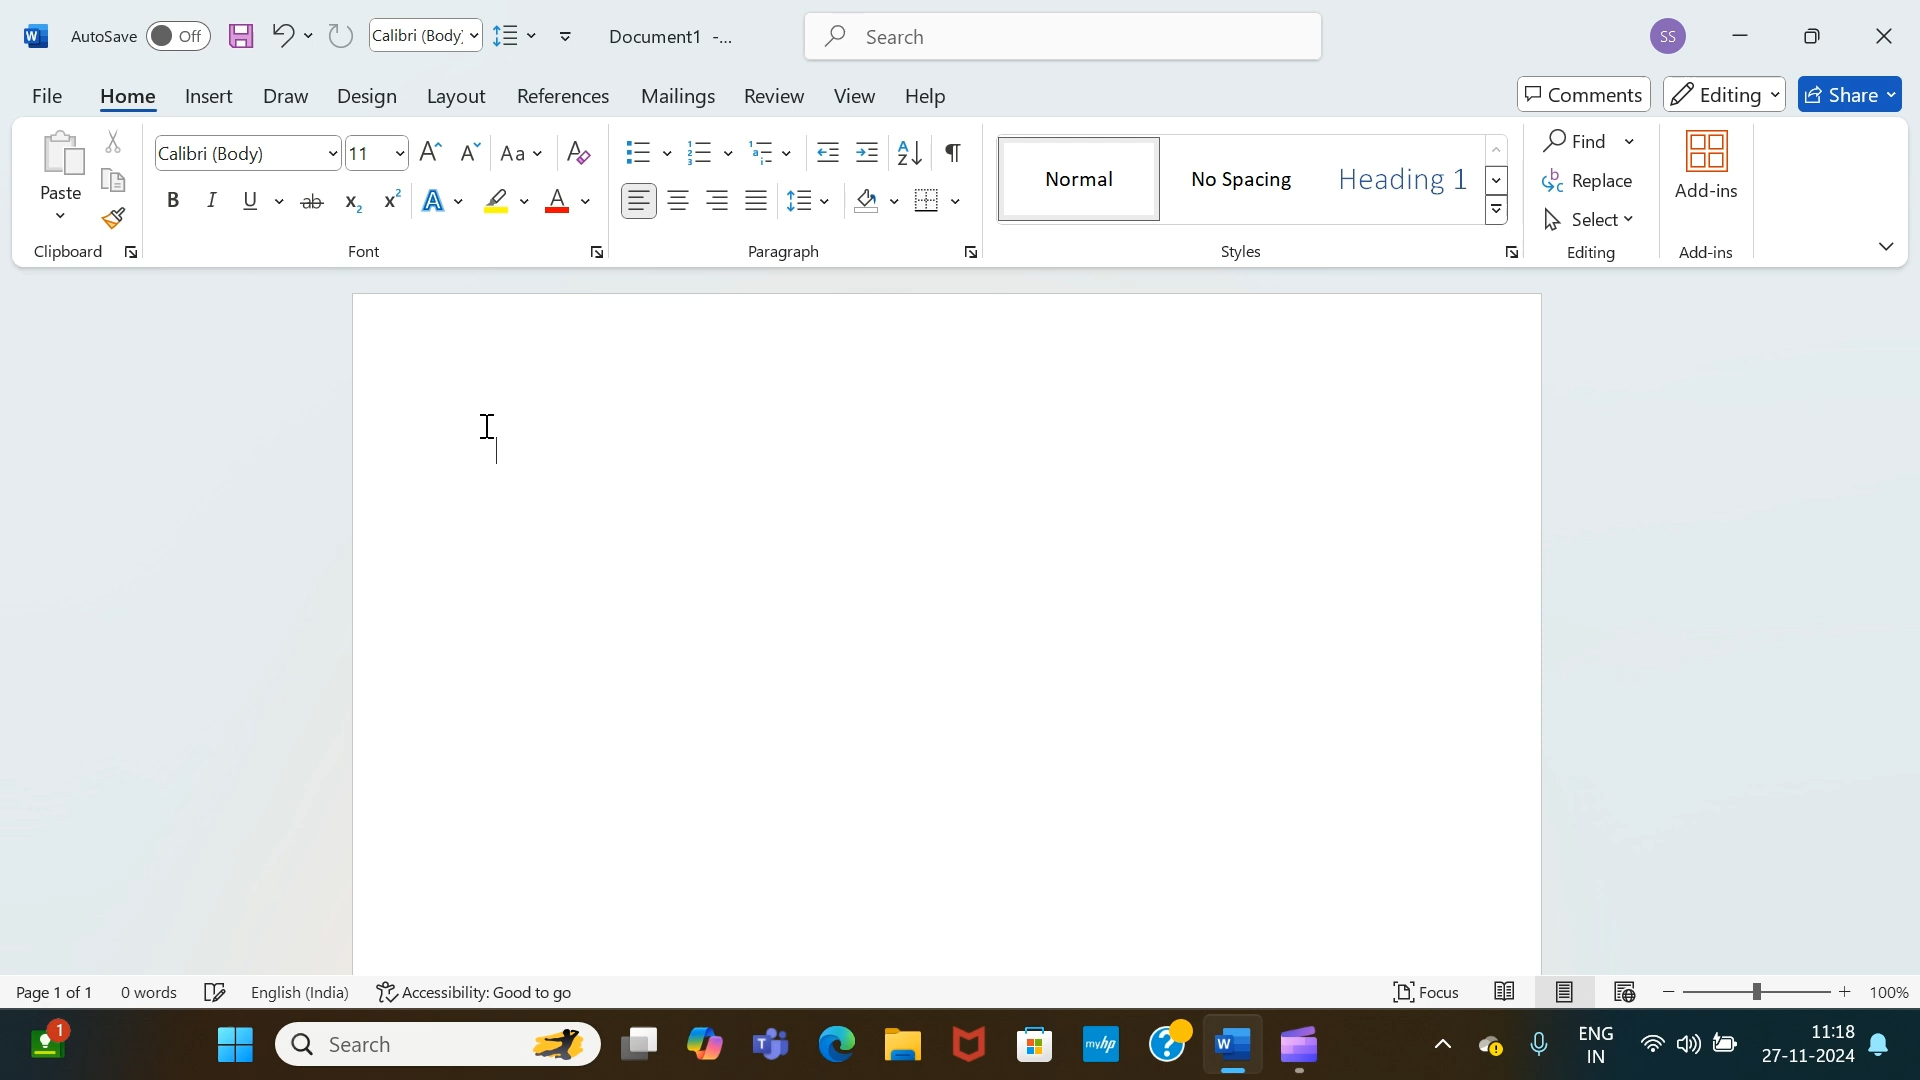 AutoSave Off Calibri (Body) Document1 -... Search SS
File Home Insert Draw Design Layout References Mailings Review View Help Comments Editing Share
Paste
Clipboard
Calibri (Body) 11
Font
Paragraph
Normal No Spacing Heading 1
Styles
Find
Replace
Select
Editing
Add-ins
Add-ins
Page 1 of 1 0 words English (India) Accessibility: Good to go Focus 100%
1 Search myhp ENG IN 11:18
27-11-2024